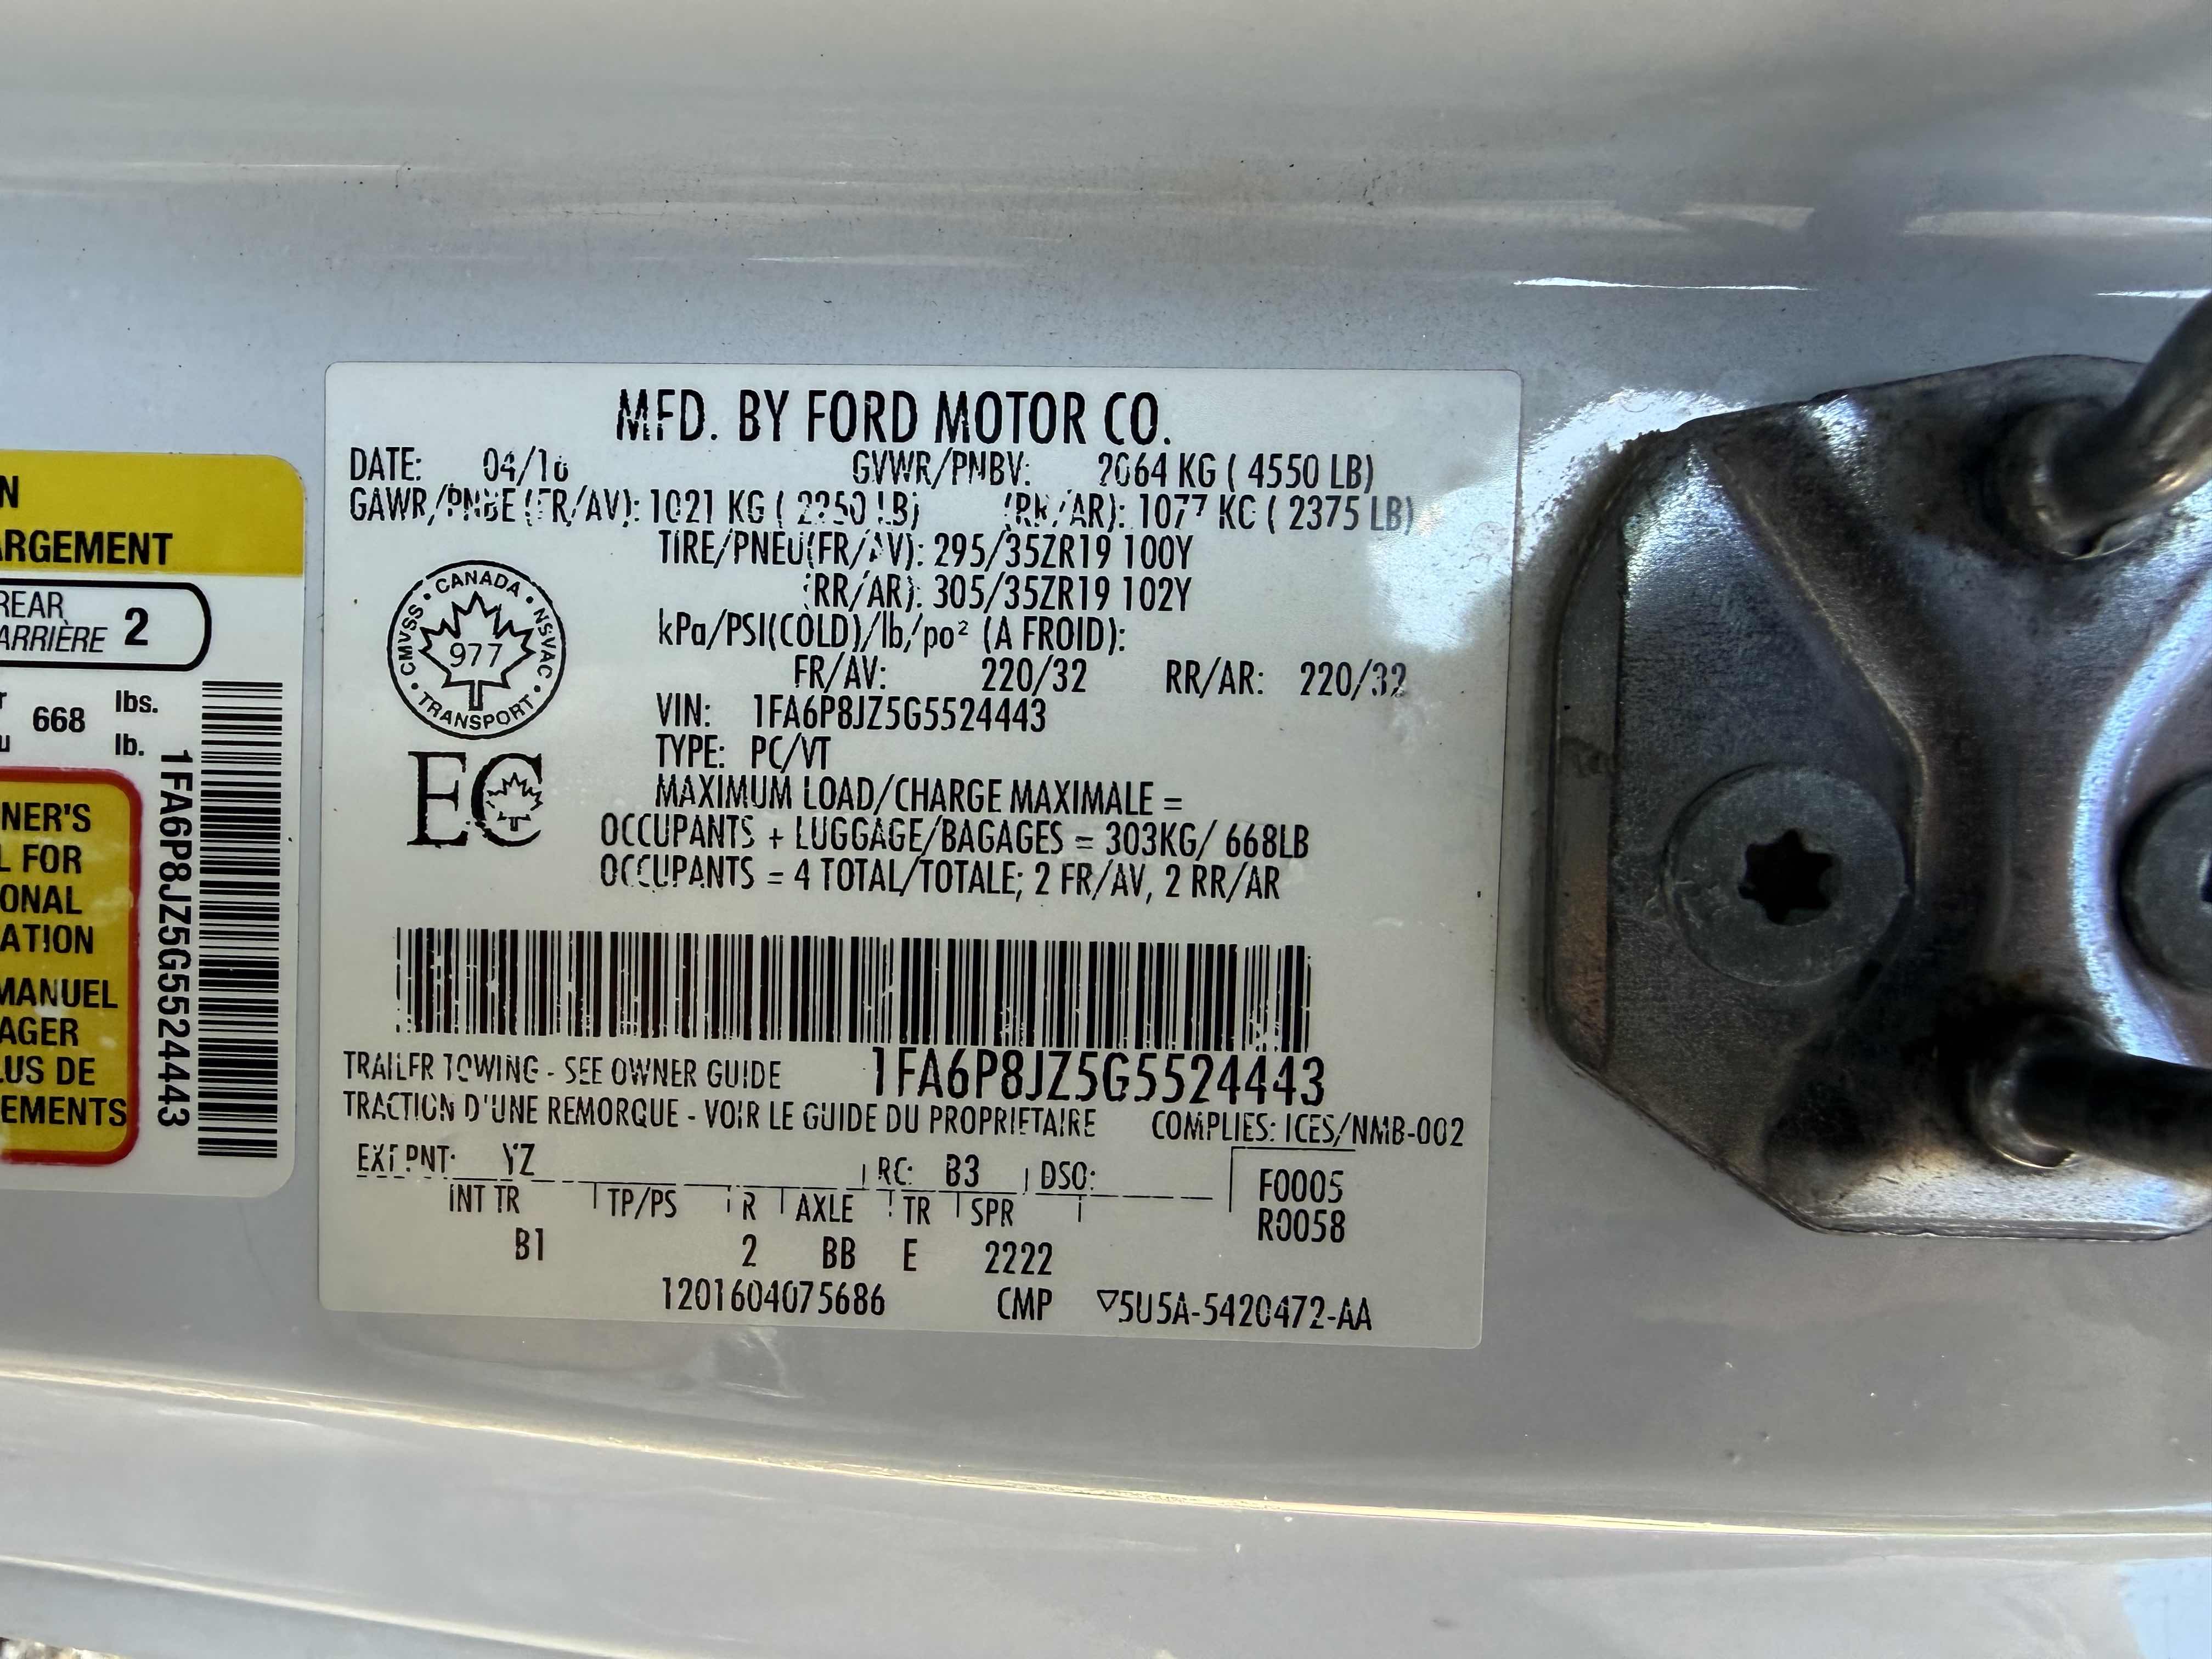 N
ARGEMENT
REAR
ARRIÈRE 2
668 lbs.
lb.
1FA6P8JZ5G5524443
NER'S
L FOR
ONAL
ATION
MANUEL
AGER
LUS DE
EMENTS
MFD. BY FORD MOTOR CO.
DATE: 04/16 GVWR/PNBV: 2064 KG ( 4550 LB)
GAWR/PNBE (FR/AV): 1021 KG ( 2250 LB) (RR/AR): 1077 KG ( 2375 LB)
TIRE/PNEU(FR/AV): 295/35ZR19 100Y
(RR/AR): 305/35ZR19 102Y
kPa/PSI(COLD)/lb/po² (A FROID):
FR/AV: 220/32 RR/AR: 220/32
CANADA • NSVAC • TRANSPORT • CMVSS •
977
VIN: 1FA6P8JZ5G5524443
TYPE: PC/VT
EC
MAXIMUM LOAD/CHARGE MAXIMALE =
OCCUPANTS + LUGGAGE/BAGAGES = 303KG/ 668LB
OCCUPANTS = 4 TOTAL/TOTALE; 2 FR/AV, 2 RR/AR
TRAILER TOWING - SEE OWNER GUIDE 1FA6P8JZ5G5524443
TRACTION D'UNE REMORQUE - VOIR LE GUIDE DU PROPRIETAIRE COMPLIES: ICES/NMB-002
EXT PNT: YZ RC: B3 DSO: F0005
INT TR TP/PS R AXLE TR SPR R0058
B1 2 BB E 2222
1201604075686 CMP ▽5U5A-5420472-AA